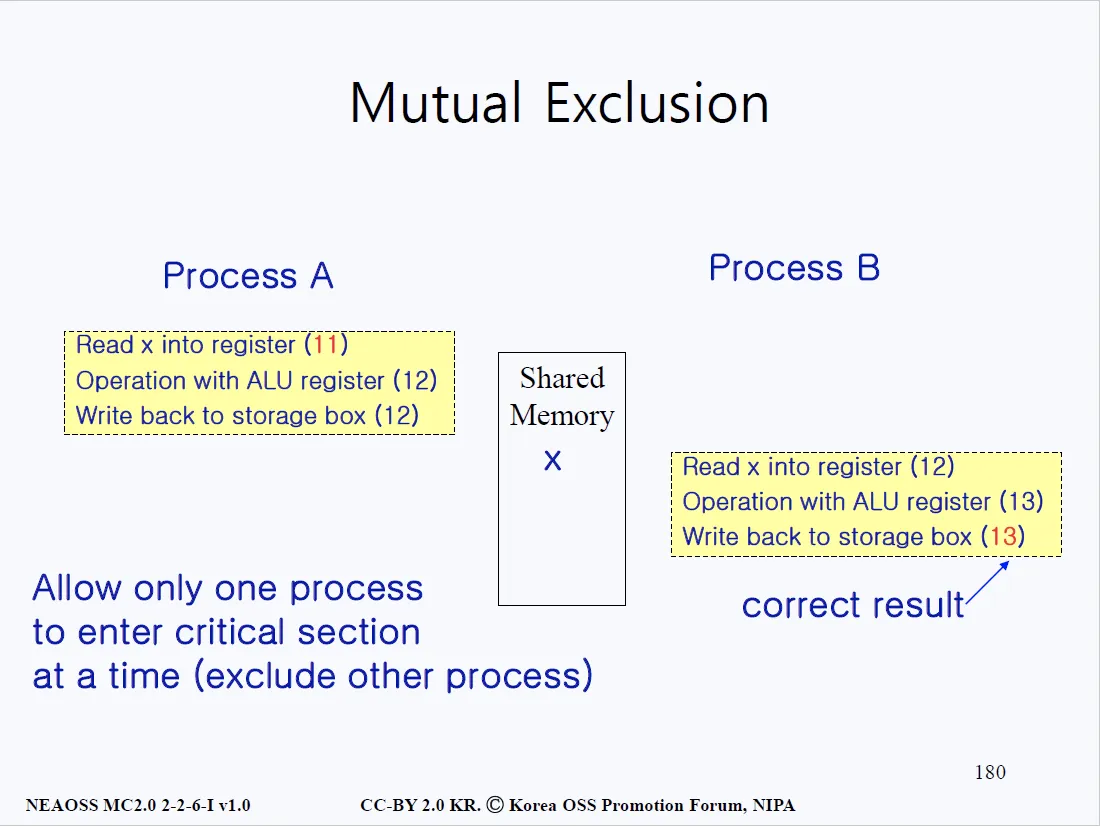 Mutual Exclusion
Process A
Read x into register (11)
Operation with ALU register (12)
Write back to storage box (12)
Shared
Memory
x
Process B
Read x into register (12)
Operation with ALU register (13)
Write back to storage box (13)
correct result
Allow only one process
to enter critical section
at a time (exclude other process)
180
NEAOSS MC2.0 2-2-6-I v1.0
CC-BY 2.0 KR. Ⓒ Korea OSS Promotion Forum, NIPA